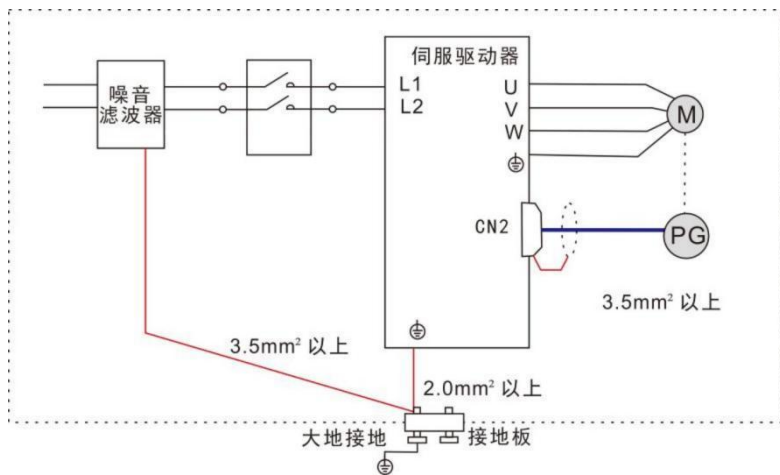 伺服驱动器
噪音
滤波器
L1
L2
U
V
W
M
CN2
PG
3.5mm² 以上
3.5mm² 以上
2.0mm² 以上
大地接地
接地板